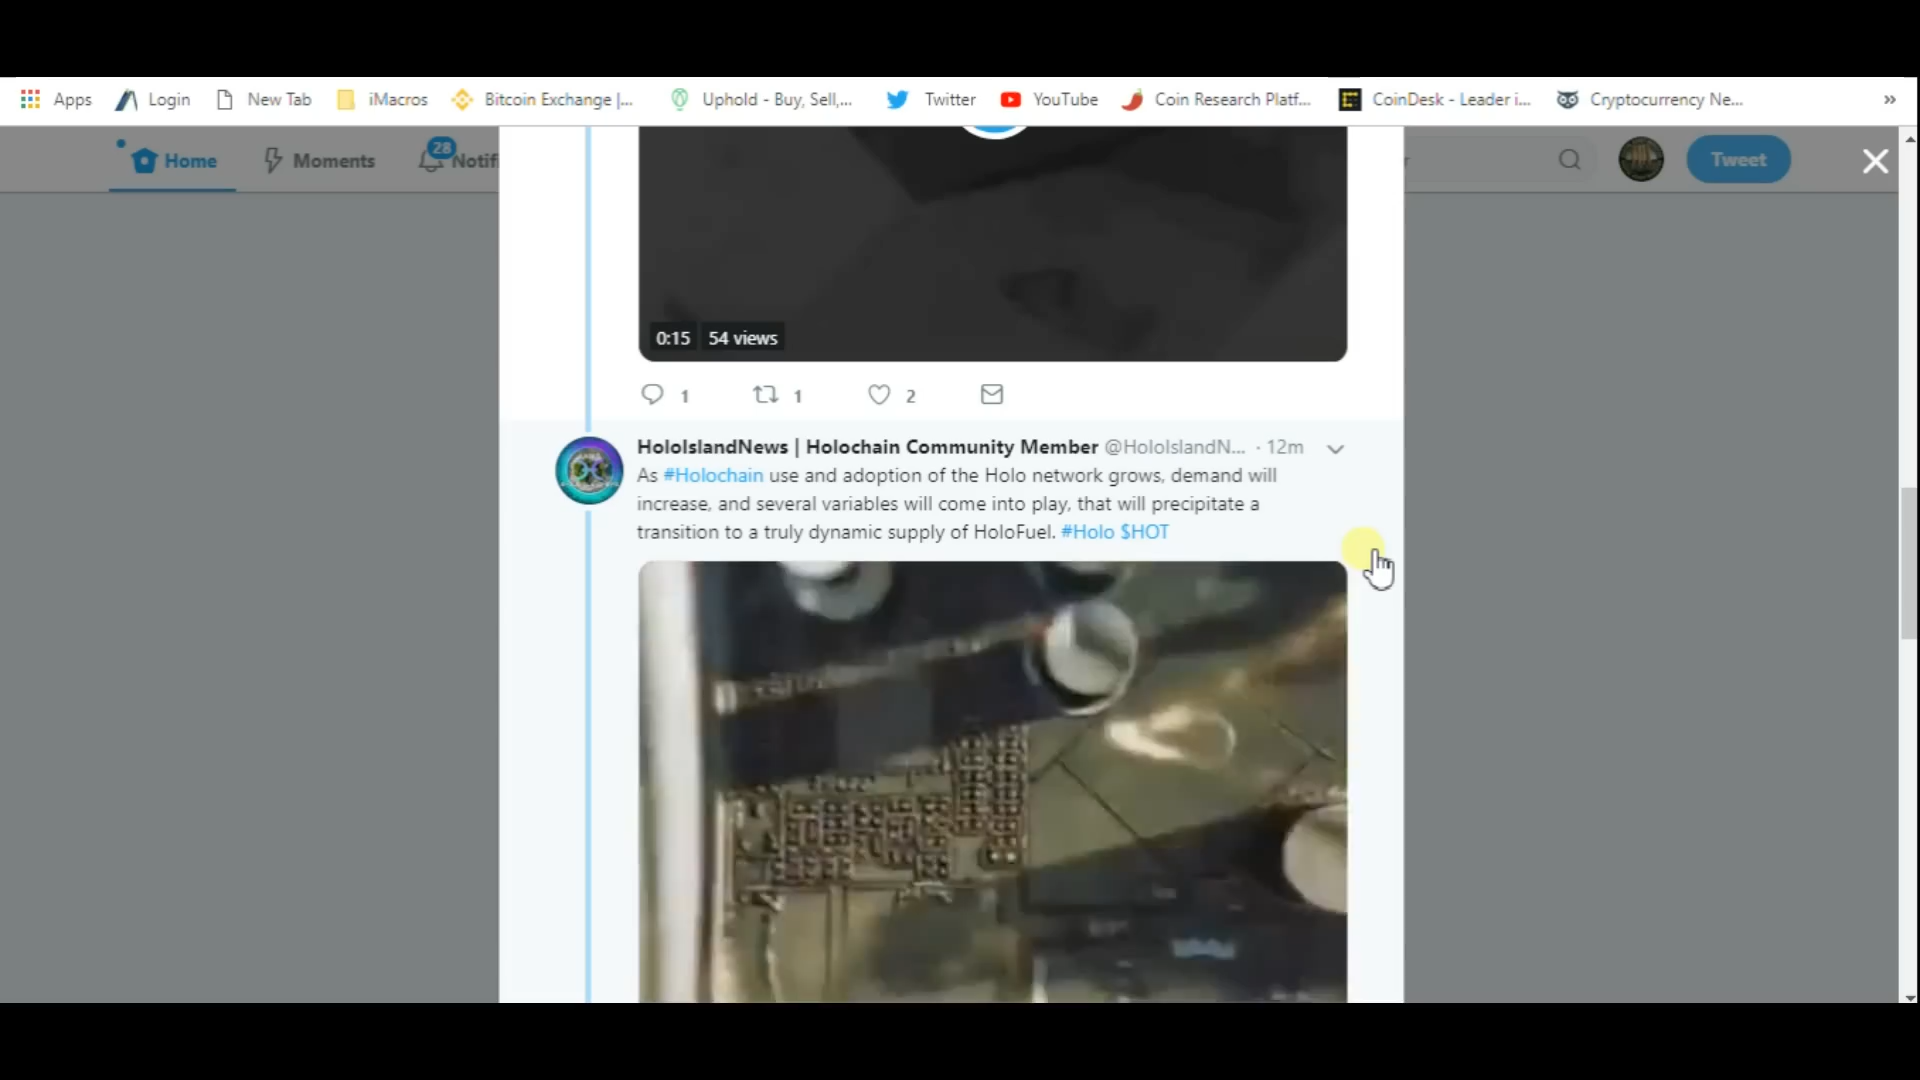 Apps Login New Tab iMacros Bitcoin Exchange |... Uphold - Buy, Sell,... Twitter YouTube Coin Research Platf... CoinDesk - Leader i... Cryptocurrency Ne... »
Home Moments 28 Notif Tweet
0:15 54 views
1 1 2
HoloIslandNews | Holochain Community Member @HoloIslandN... · 12m
As #Holochain use and adoption of the Holo network grows, demand will
increase, and several variables will come into play, that will precipitate a
transition to a truly dynamic supply of HoloFuel. #Holo $HOT